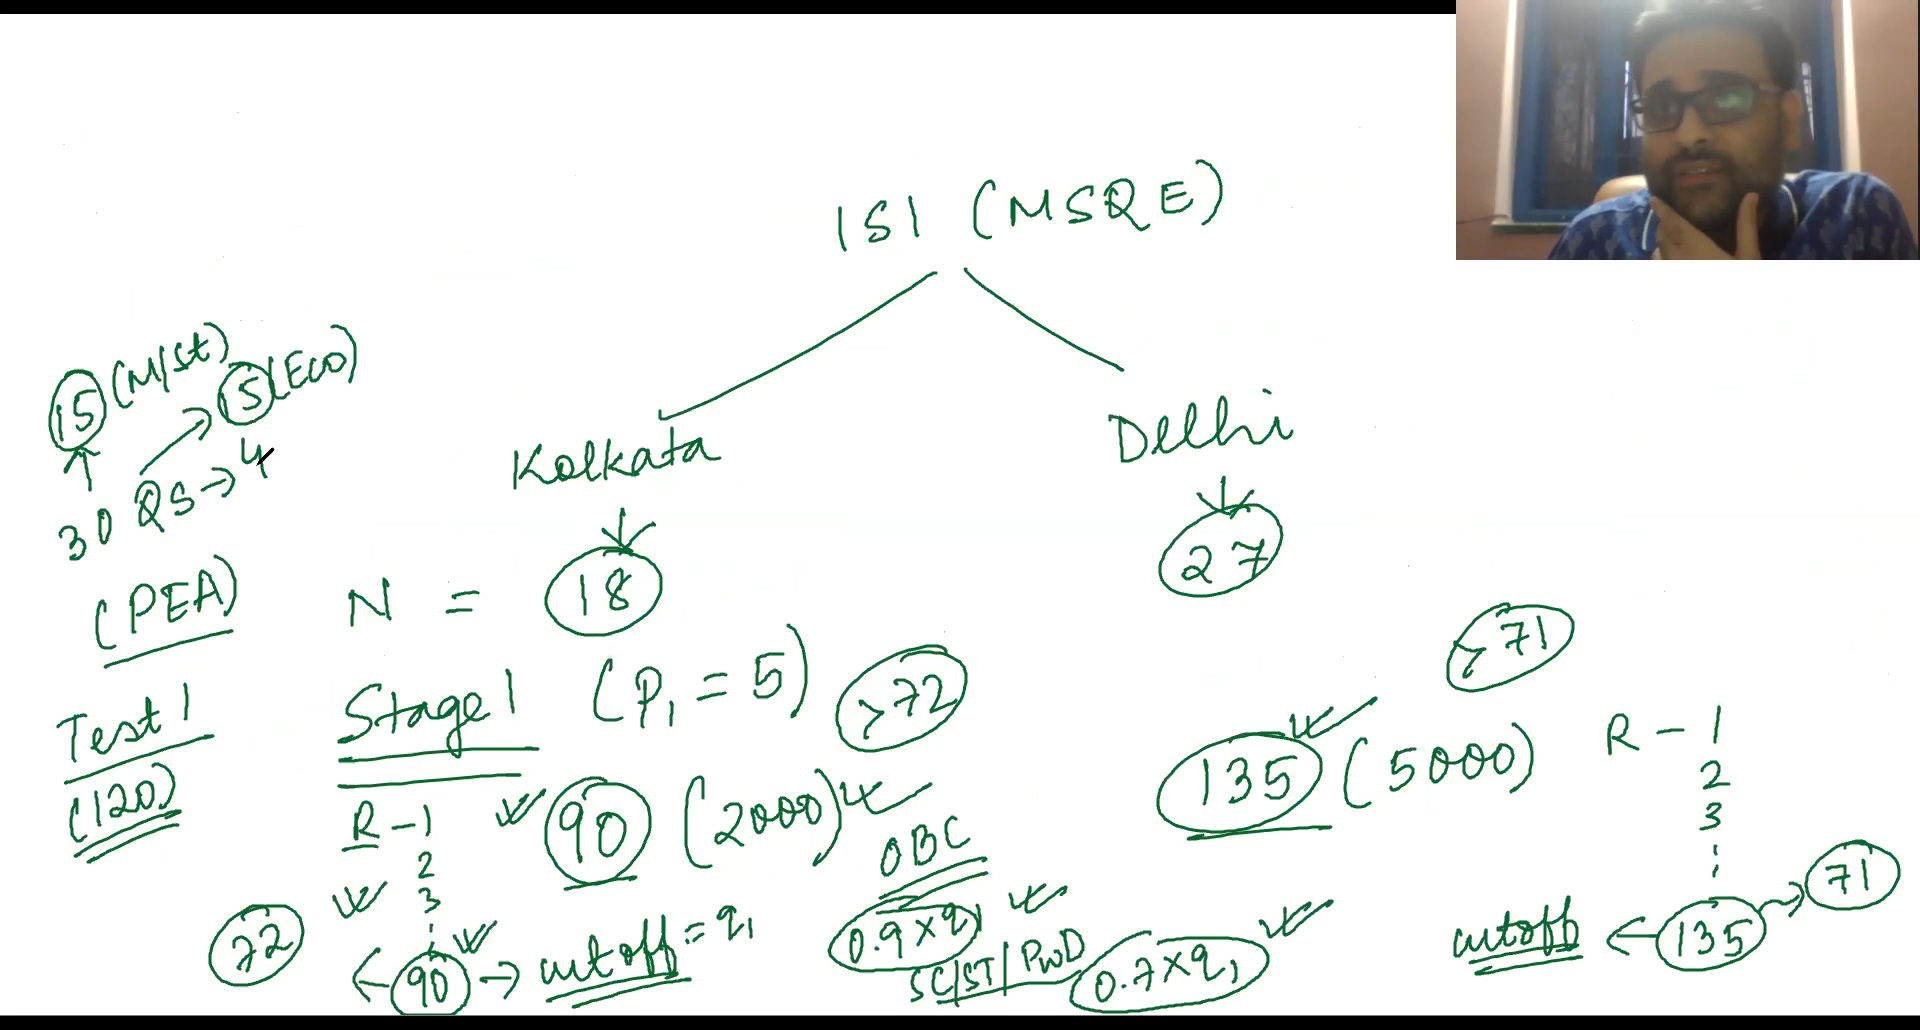 ISI (MSQE)
Kolkata
Delhi
15 (M/St) 15 (Eco)
30 QS → 4
(PEA)
Test 1
(120)
N = 18
27
Stage 1 (P₁ = 5) >72
R - 1
2
3
⋮
90 → cutoff = q₁
72
90 (2000)
OBC
0.9 × q₁
SC/ST/PwD
0.7 × q₁
>71
135 (5000)
R - 1
2
3
⋮
cutoff ← 135 → 71